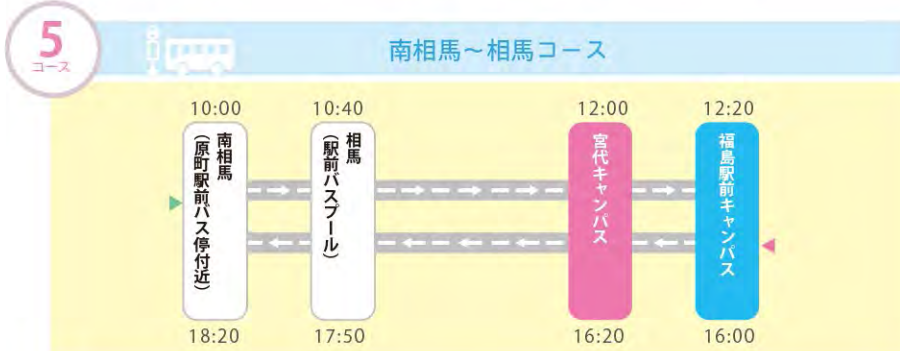 5
コース
南相馬～相馬コース
10:00
10:40
12:00
12:20
南相馬
（原町駅前バス停付近）
相馬
（駅前バスプール）
宮代キャンパス
福島駅前キャンパス
18:20
17:50
16:20
16:00